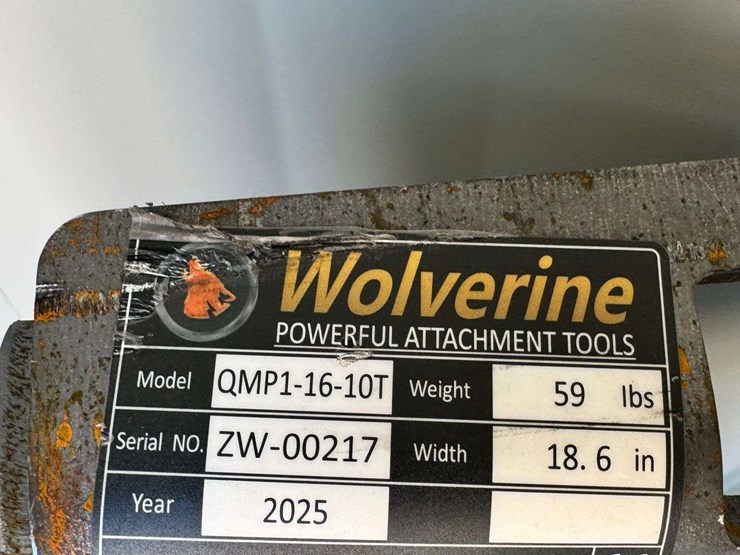 Wolverine
POWERFUL ATTACHMENT TOOLS
Model QMP1-16-10T Weight 59 lbs
Serial NO. ZW-00217 Width 18.6 in
Year 2025